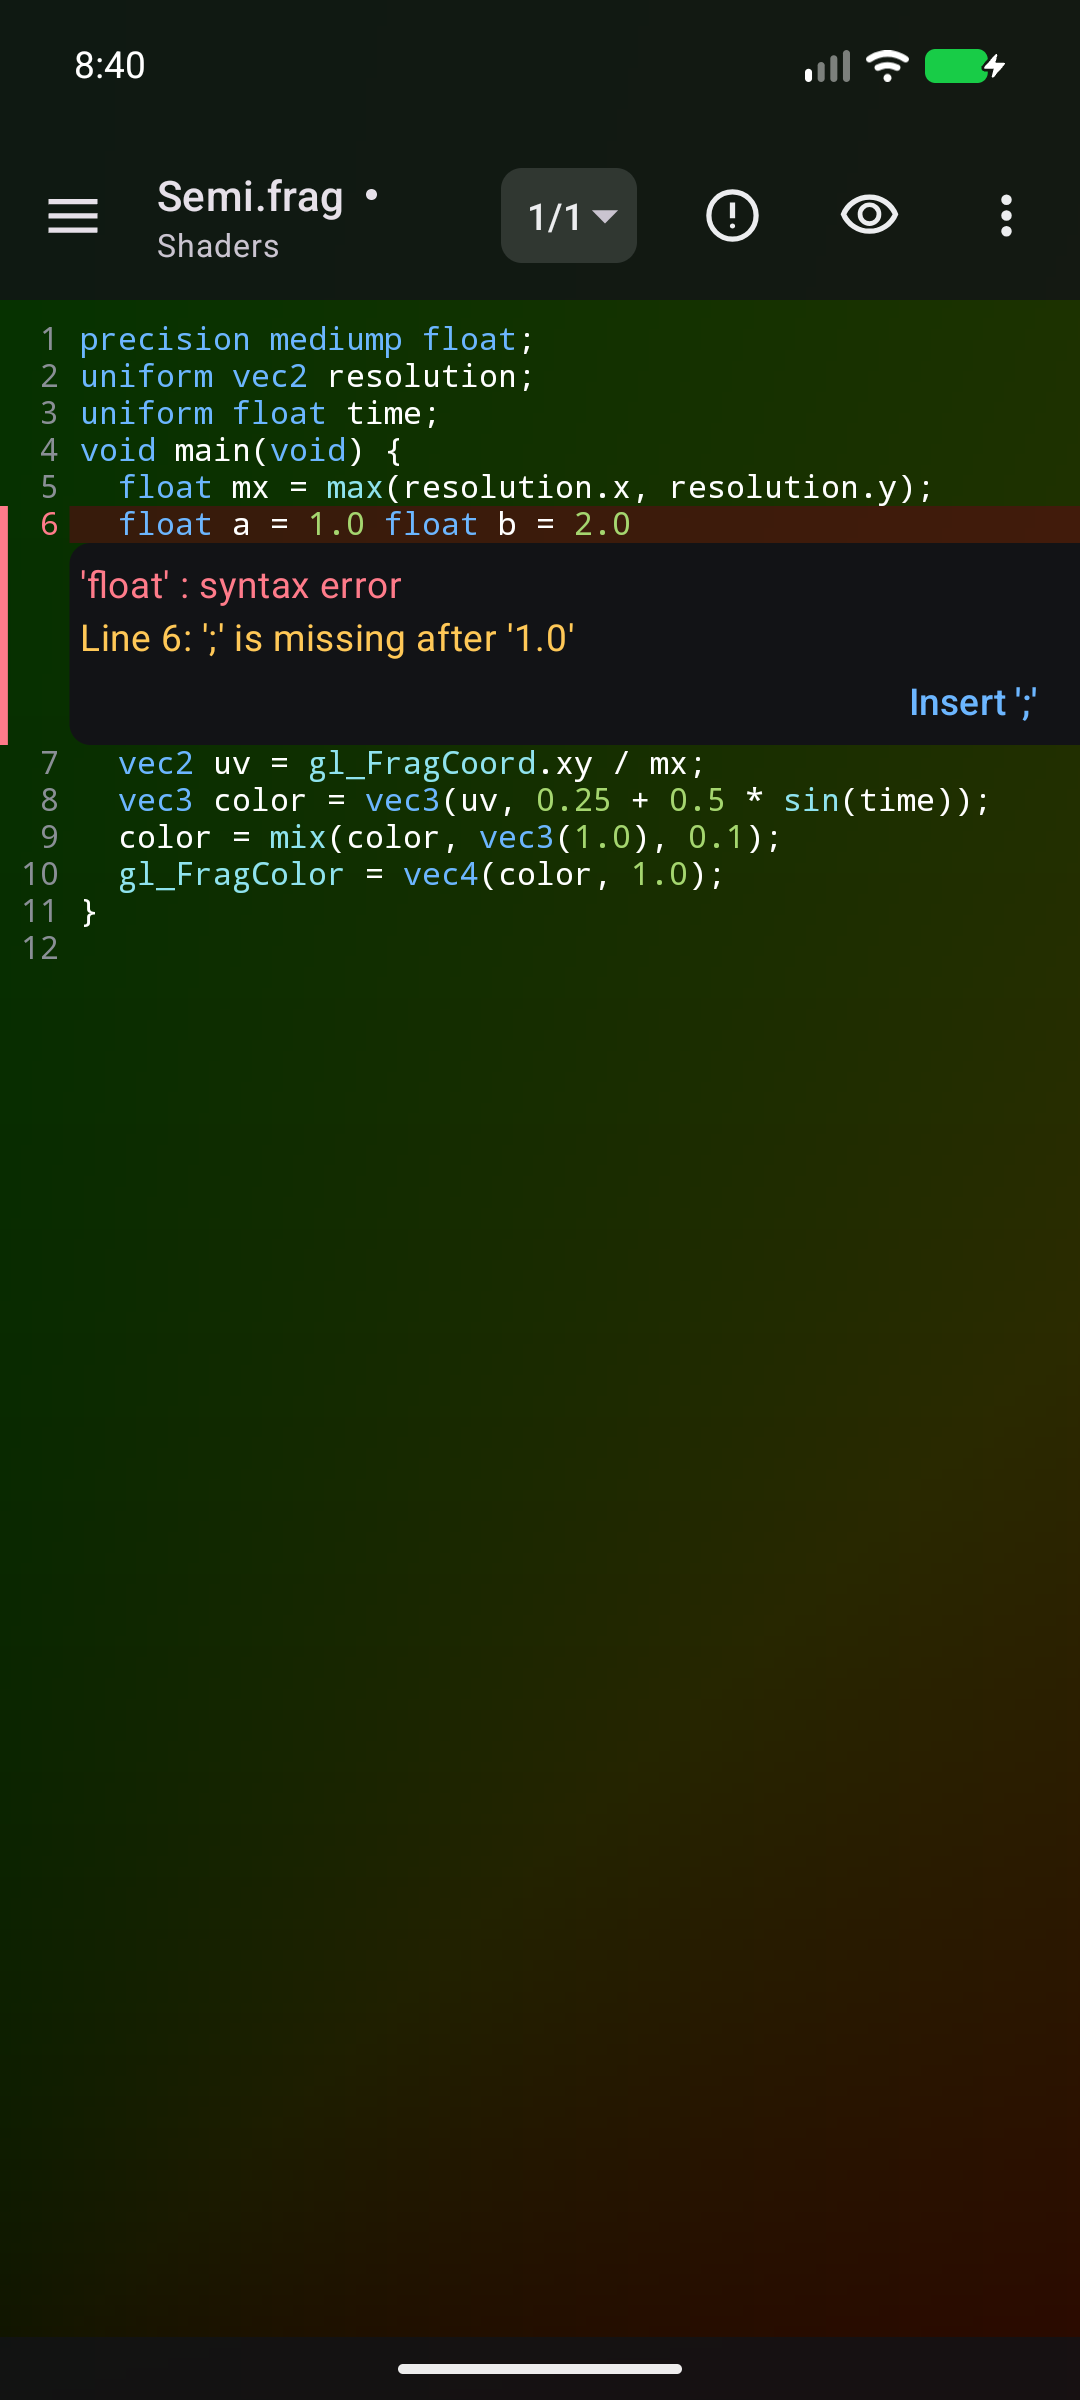 8:40
Semi.frag •
Shaders
1/1
1 precision mediump float;
2 uniform vec2 resolution;
3 uniform float time;
4 void main(void) {
5   float mx = max(resolution.x, resolution.y);
6   float a = 1.0 float b = 2.0
'float' : syntax error
Line 6: ';' is missing after '1.0'
Insert ';'
7   vec2 uv = gl_FragCoord.xy / mx;
8   vec3 color = vec3(uv, 0.25 + 0.5 * sin(time));
9   color = mix(color, vec3(1.0), 0.1);
10   gl_FragColor = vec4(color, 1.0);
11 }
12